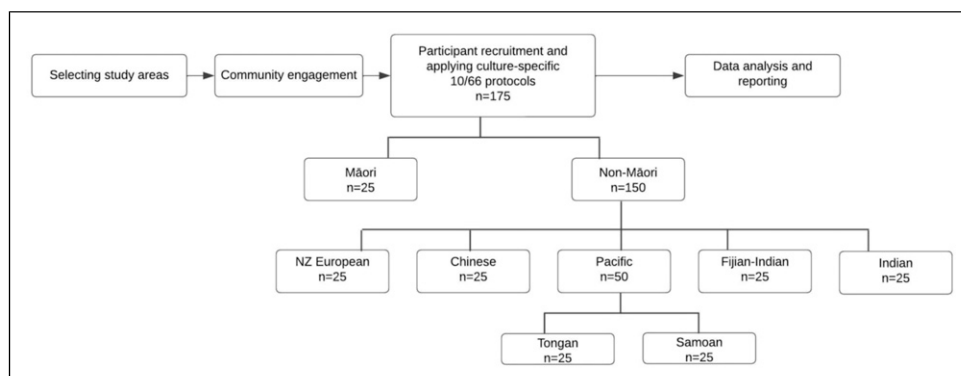 Selecting study areas
Community engagement
Participant recruitment and
applying culture-specific
10/66 protocols
n=175
Data analysis and
reporting
Māori
n=25
Non-Māori
n=150
NZ European
n=25
Chinese
n=25
Pacific
n=50
Fijian-Indian
n=25
Indian
n=25
Tongan
n=25
Samoan
n=25